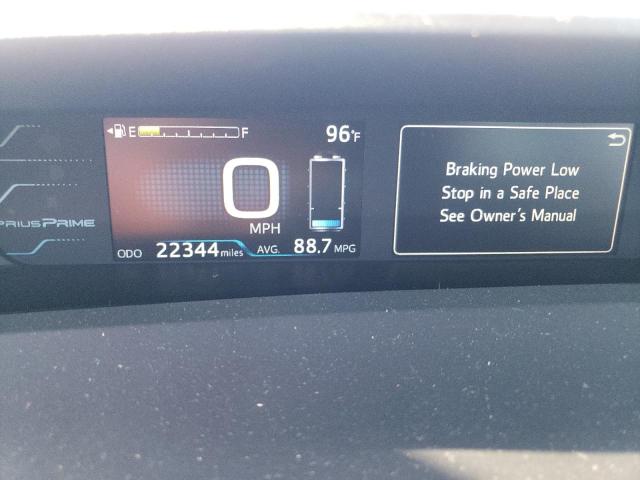 E F 96°F
0
MPH
PRIUS PRIME
ODO 22344 miles AVG. 88.7 MPG
Braking Power Low
Stop in a Safe Place
See Owner's Manual